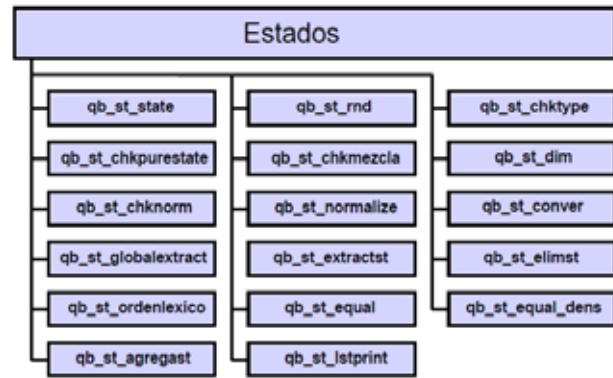 Estados
qb_st_state
qb_st_rnd
qb_st_chktype
qb_st_chkpurestate
qb_st_chkmezcla
qb_st_dim
qb_st_chknorm
qb_st_normalize
qb_st_conver
qb_st_globalextract
qb_st_extractst
qb_st_elimst
qb_st_ordenlexico
qb_st_equal
qb_st_equal_dens
qb_st_agregast
qb_st_lstprint